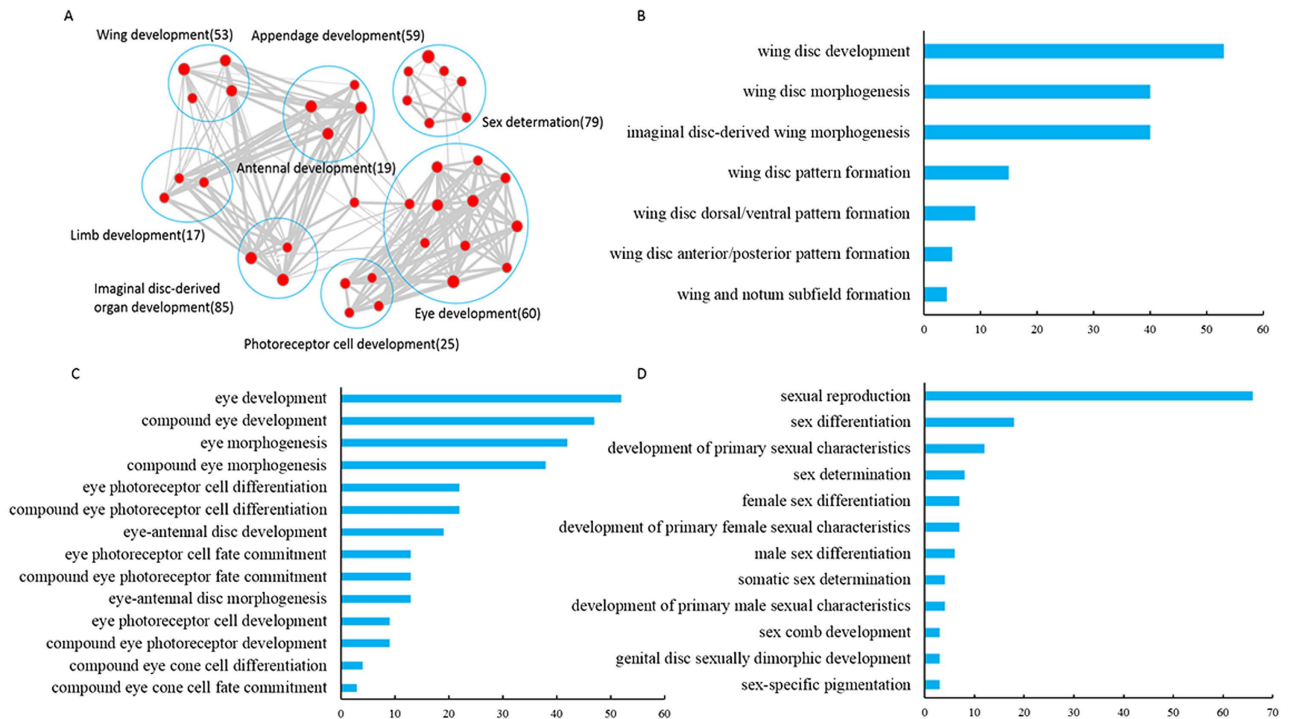 A
Wing development(53)
Appendage development(59)
Sex determation(79)
Antennal development(19)
Limb development(17)
Imaginal disc-derived
organ development(85)
Eye development(60)
Photoreceptor cell development(25)
B
wing disc development
wing disc morphogenesis
imaginal disc-derived wing morphogenesis
wing disc pattern formation
wing disc dorsal/ventral pattern formation
wing disc anterior/posterior pattern formation
wing and notum subfield formation
0 10 20 30 40 50 60
C
eye development
compound eye development
eye morphogenesis
compound eye morphogenesis
eye photoreceptor cell differentiation
compound eye photoreceptor cell differentiation
eye-antennal disc development
eye photoreceptor cell fate commitment
compound eye photoreceptor fate commitment
eye-antennal disc morphogenesis
eye photoreceptor cell development
compound eye photoreceptor development
compound eye cone cell differentiation
compound eye cone cell fate commitment
0 10 20 30 40 50 60
D
sexual reproduction
sex differentiation
development of primary sexual characteristics
sex determination
female sex differentiation
development of primary female sexual characteristics
male sex differentiation
somatic sex determination
development of primary male sexual characteristics
sex comb development
genital disc sexually dimorphic development
sex-specific pigmentation
0 10 20 30 40 50 60 70